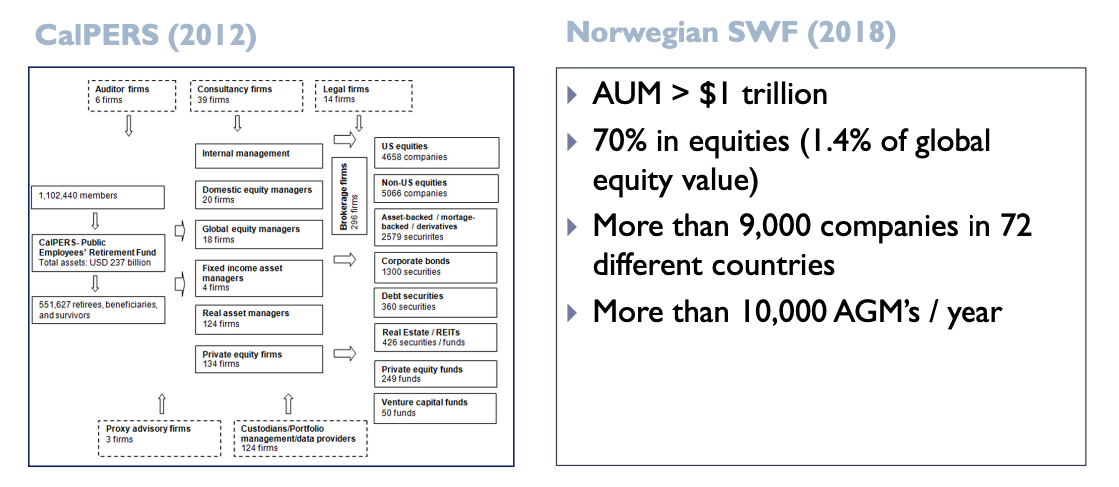 CalPERS (2012)
Auditor firms
6 firms
Consultancy firms
39 firms
Legal firms
14 firms
1,102,440 members
CalPERS- Public
Employees' Retirement Fund
Total assets: USD 237 billion
551,627 retirees, beneficiaries,
and survivors
Internal management
Domestic equity managers
20 firms
Global equity managers
18 firms
Fixed income asset
managers
4 firms
Real asset managers
124 firms
Private equity firms
134 firms
Brokerage firms
296 firms
US equities
4658 companies
Non-US equities
5066 companies
Asset-backed / mortage-
backed / derivatives
2579 securirites
Corporate bonds
1300 securities
Debt securities
360 securities
Real Estate / REITs
426 securities / funds
Private equity funds
249 funds
Venture capital funds
50 funds
Proxy advisory firms
3 firms
Custodians/Portfolio
management/data providers
124 firms
Norwegian SWF (2018)
AUM > $1 trillion
70% in equities (1.4% of global
equity value)
More than 9,000 companies in 72
different countries
More than 10,000 AGM's / year